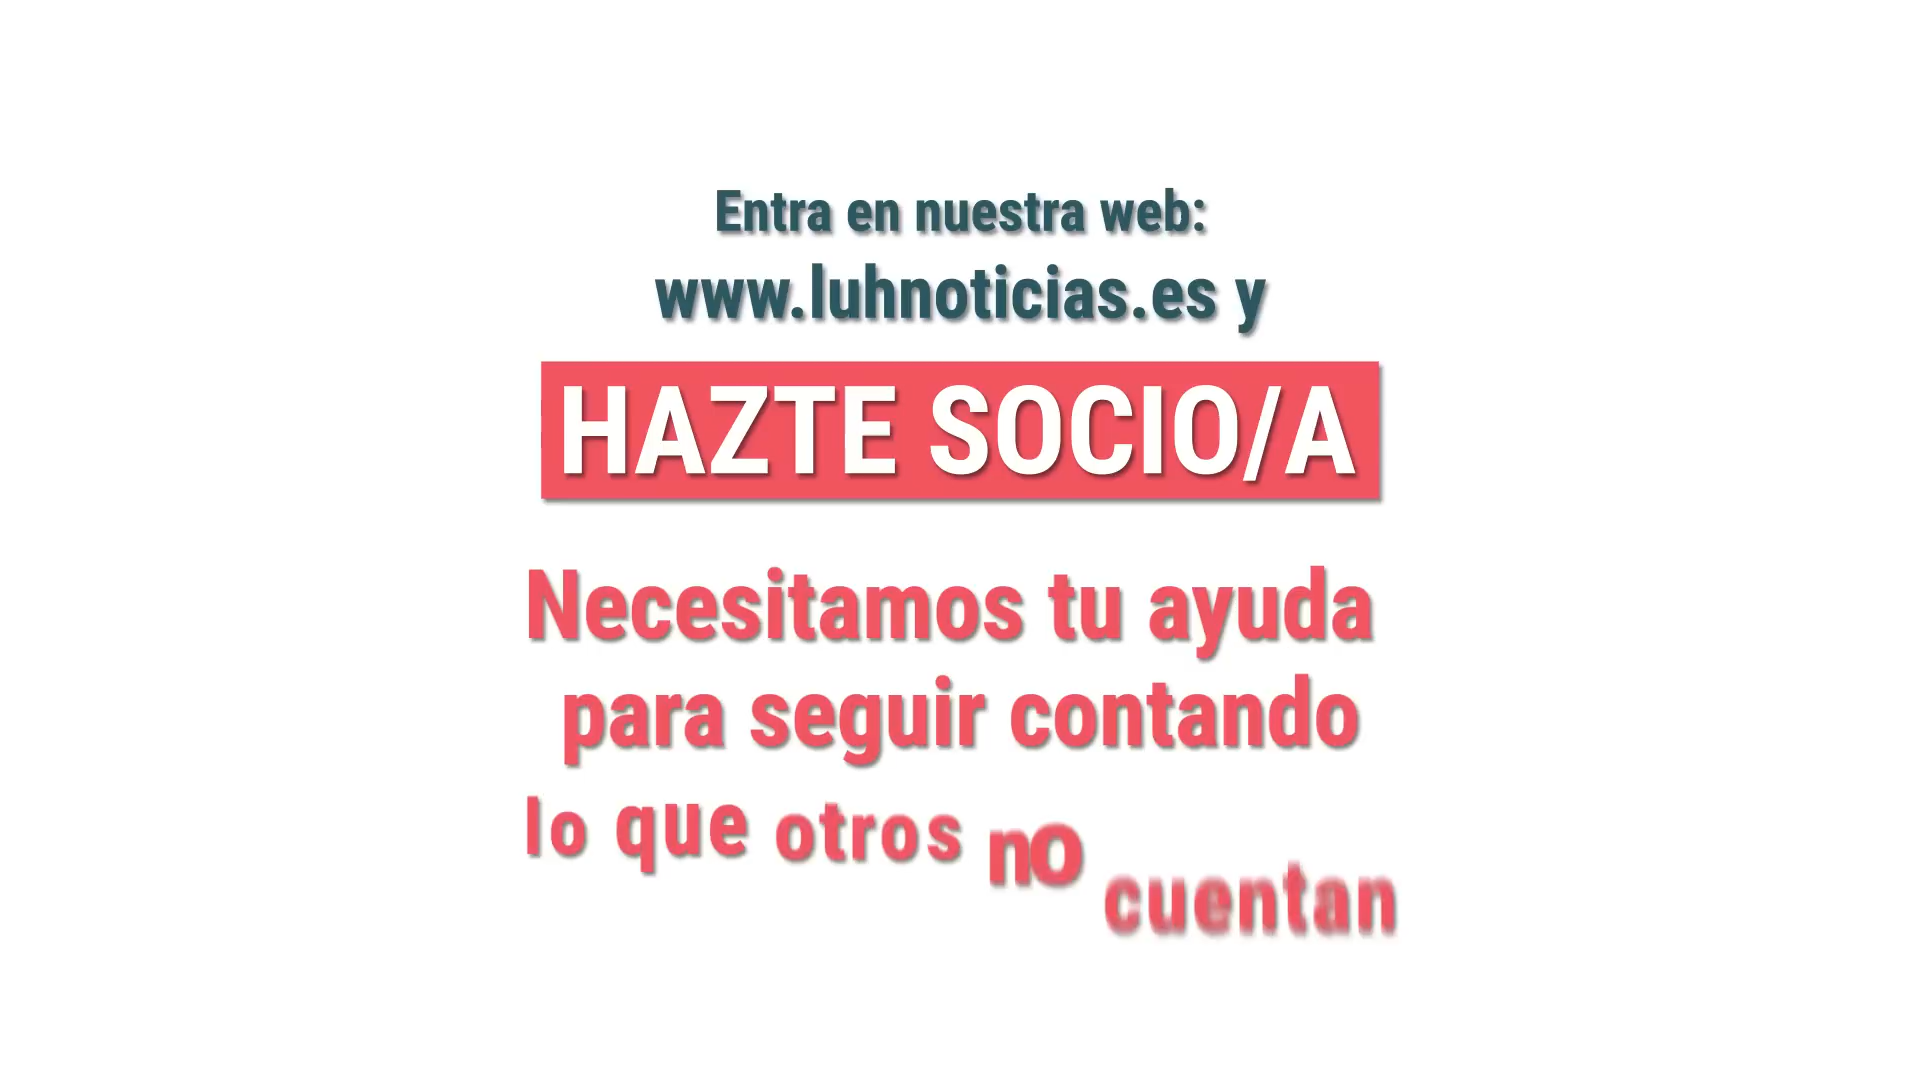 Entra en nuestra web:
www.luhnoticias.es y
HAZTE SOCIO/A
Necesitamos tu ayuda
para seguir contando
lo que otros no cuentan